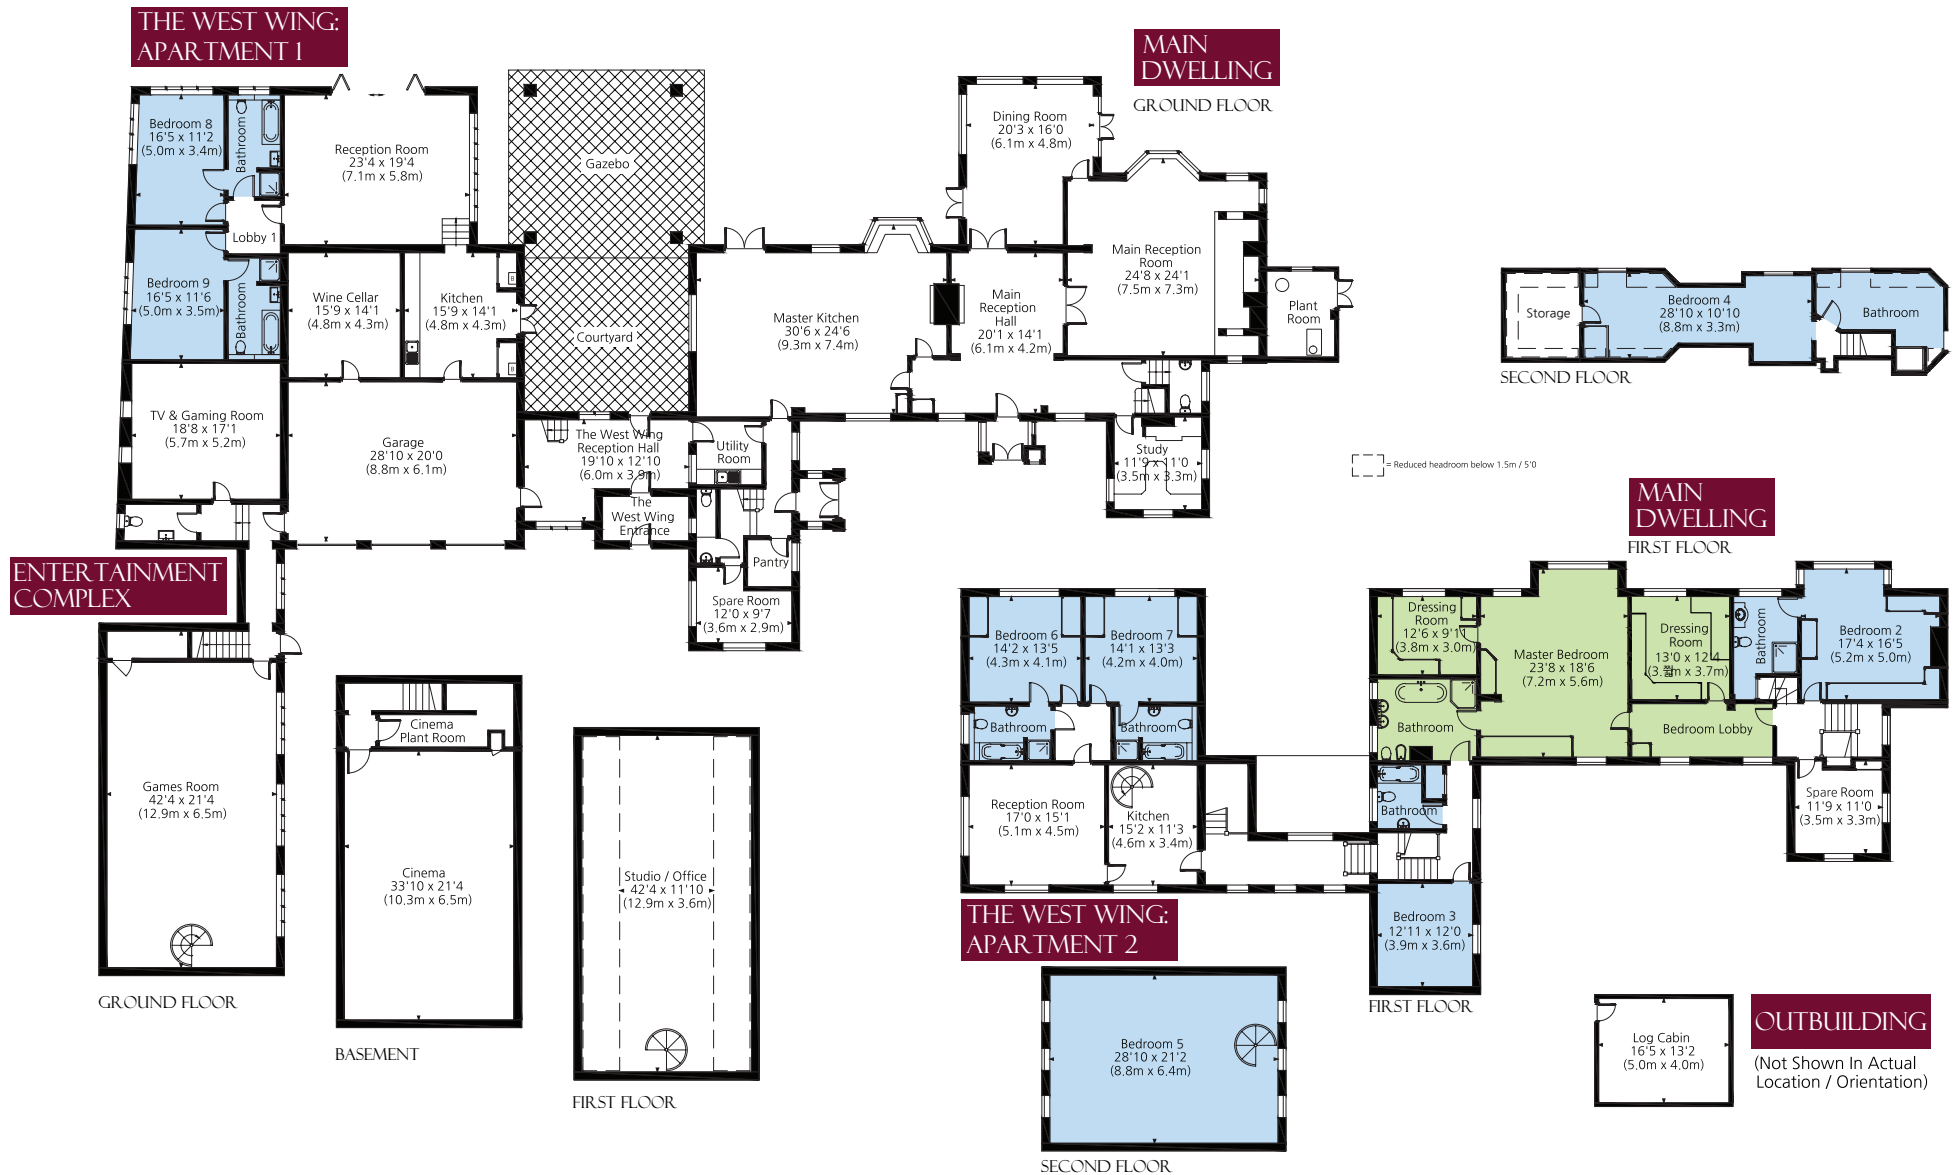 THE WEST WING:
APARTMENT 1
Bedroom 8
16'5 x 11'2
(5.0m x 3.4m)
Bathroom
Reception Room
23'4 x 19'4
(7.1m x 5.8m)
Lobby 1
Bedroom 9
16'5 x 11'6
(5.0m x 3.5m)
Bathroom
Wine Cellar
15'9 x 14'1
(4.8m x 4.3m)
Kitchen
15'9 x 14'1
(4.8m x 4.3m)
B
B
Gazebo
Courtyard
TV & Gaming Room
18'8 x 17'1
(5.7m x 5.2m)
Garage
28'10 x 20'0
(8.8m x 6.1m)
The West Wing
Reception Hall
19'10 x 12'10
(6.0m x 3.9m)
The
West Wing
Entrance
Utility
Room
Pantry
Spare Room
12'0 x 9'7
(3.6m x 2.9m)
MAIN
DWELLING
GROUND FLOOR
Dining Room
20'3 x 16'0
(6.1m x 4.8m)
Main Reception
Room
24'8 x 24'1
(7.5m x 7.3m)
Master Kitchen
30'6 x 24'6
(9.3m x 7.4m)
Main
Reception
Hall
20'1 x 14'1
(6.1m x 4.2m)
Plant
Room
Study
11'9 x 11'0
(3.5m x 3.3m)
Storage
Bedroom 4
28'10 x 10'10
(8.8m x 3.3m)
Bathroom
SECOND FLOOR
= Reduced headroom below 1.5m / 5'0
MAIN
DWELLING
FIRST FLOOR
Dressing
Room
12'6 x 9'11
(3.8m x 3.0m)
Master Bedroom
23'8 x 18'6
(7.2m x 5.6m)
Dressing
Room
13'0 x 12'4
(3.9m x 3.7m)
Bathroom
Bedroom 2
17'4 x 16'5
(5.2m x 5.0m)
Bathroom
Bedroom Lobby
Bathroom
Spare Room
11'9 x 11'0
(3.5m x 3.3m)
Bedroom 3
12'11 x 12'0
(3.9m x 3.6m)
FIRST FLOOR
Bedroom 6
14'2 x 13'5
(4.3m x 4.1m)
Bedroom 7
14'1 x 13'3
(4.2m x 4.0m)
Bathroom
Bathroom
Reception Room
17'0 x 15'1
(5.1m x 4.5m)
Kitchen
15'2 x 11'3
(4.6m x 3.4m)
THE WEST WING:
APARTMENT 2
Bedroom 5
28'10 x 21'2
(8.8m x 6.4m)
SECOND FLOOR
ENTERTAINMENT
COMPLEX
Games Room
42'4 x 21'4
(12.9m x 6.5m)
GROUND FLOOR
Cinema
Plant Room
Cinema
33'10 x 21'4
(10.3m x 6.5m)
BASEMENT
Studio / Office
42'4 x 11'10
(12.9m x 3.6m)
FIRST FLOOR
Log Cabin
16'5 x 13'2
(5.0m x 4.0m)
OUTBUILDING
(Not Shown In Actual
Location / Orientation)